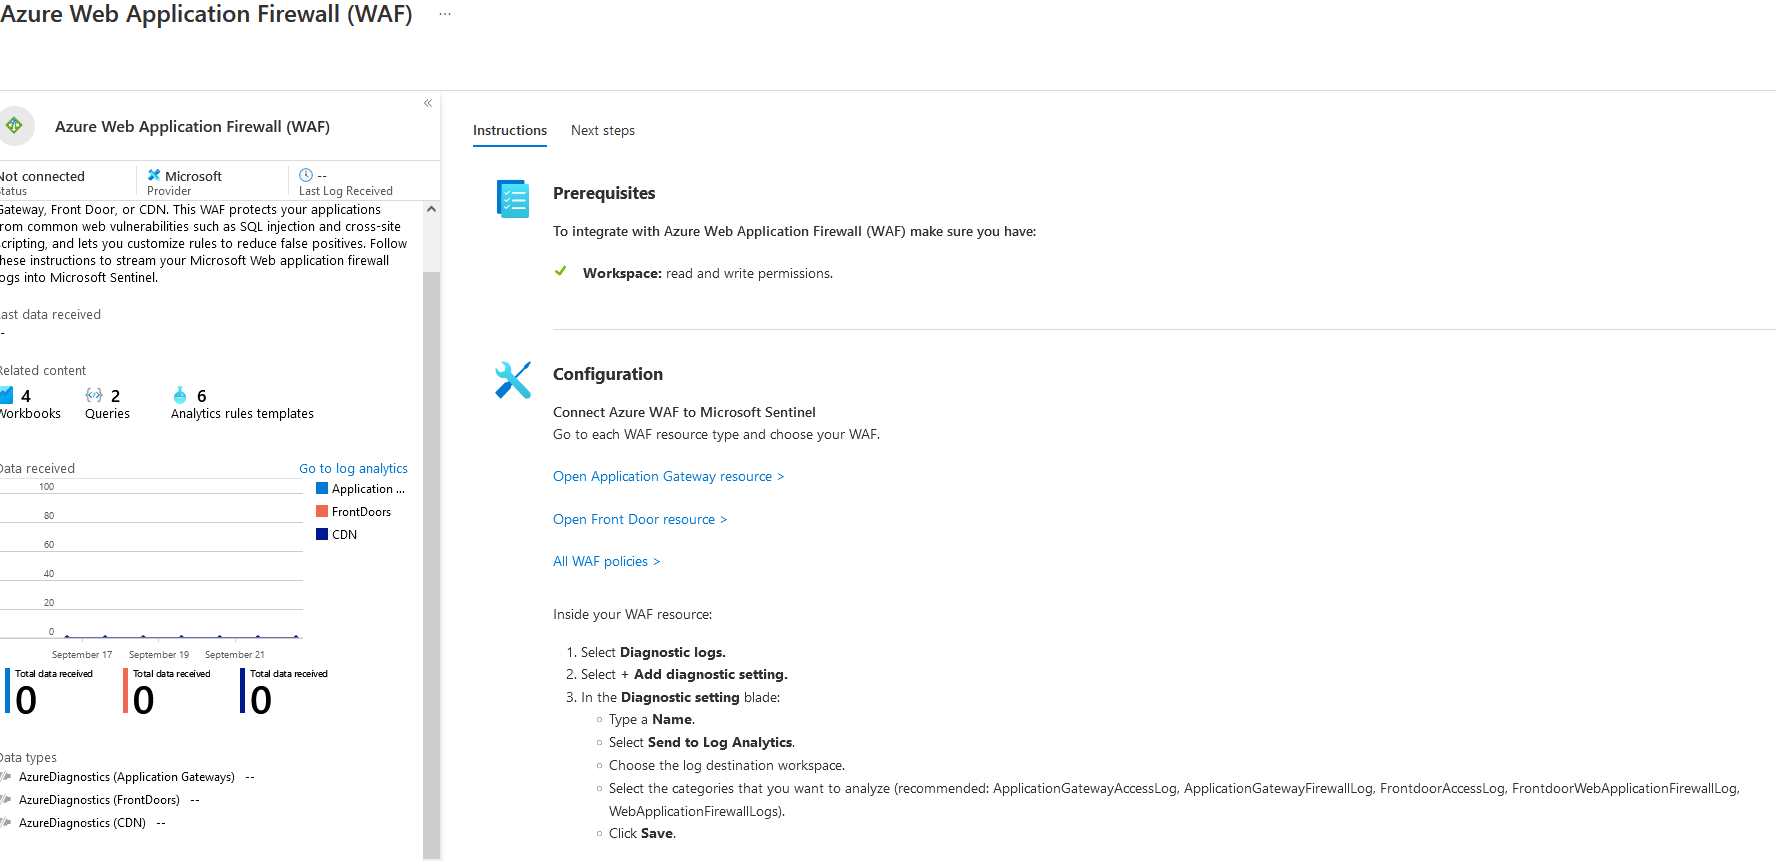 Azure Web Application Firewall (WAF) ...
«
Azure Web Application Firewall (WAF)
Not connected
Status
Microsoft
Provider
--
Last Log Received
Gateway, Front Door, or CDN. This WAF protects your applications
from common web vulnerabilities such as SQL injection and cross-site
scripting, and lets you customize rules to reduce false positives. Follow
these instructions to stream your Microsoft Web application firewall
logs into Microsoft Sentinel.
Last data received
--
Related content
4
Workbooks
2
Queries
6
Analytics rules templates
Data received
Go to log analytics
100
80
60
40
20
0
September 17
September 19
September 21
Application ...
FrontDoors
CDN
Total data received
0
Total data received
0
Total data received
0
Data types
AzureDiagnostics (Application Gateways) --
AzureDiagnostics (FrontDoors) --
AzureDiagnostics (CDN) --
Instructions
Next steps
Prerequisites
To integrate with Azure Web Application Firewall (WAF) make sure you have:
Workspace: read and write permissions.
Configuration
Connect Azure WAF to Microsoft Sentinel
Go to each WAF resource type and choose your WAF.
Open Application Gateway resource >
Open Front Door resource >
All WAF policies >
Inside your WAF resource:
1. Select Diagnostic logs.
2. Select + Add diagnostic setting.
3. In the Diagnostic setting blade:
○ Type a Name.
○ Select Send to Log Analytics.
○ Choose the log destination workspace.
○ Select the categories that you want to analyze (recommended: ApplicationGatewayAccessLog, ApplicationGatewayFirewallLog, FrontdoorAccessLog, FrontdoorWebApplicationFirewallLog,
WebApplicationFirewallLogs).
○ Click Save.